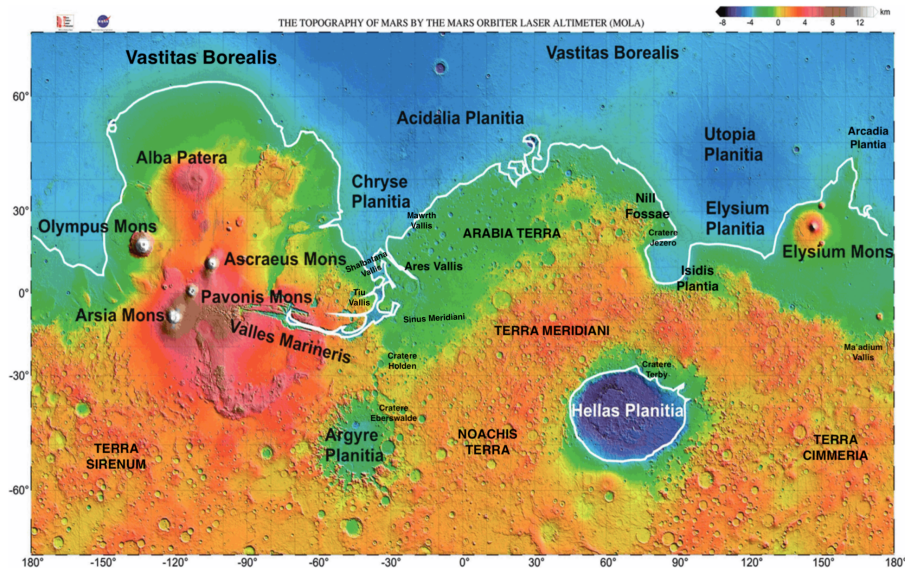 THE TOPOGRAPHY OF MARS BY THE MARS ORBITER LASER ALTIMETER (MOLA)
km
-8 -4 0 4 8 12
Vastitas Borealis
Vastitas Borealis
60°
Acidalia Planitia
Utopia
Planitia
Arcadia
Plantia
Alba Patera
Chryse
Planitia
Nill
Fossae
30°
Mawrth
Vallis
Elysium
Planitia
Olympus Mons
ARABIA TERRA
Cratere
Jezero
Elysium Mons
Ascraeus Mons
Shalbatana
Vallis
Ares Vallis
Isidis
Plantia
0°
Pavonis Mons
Tiu
Vallis
Arsia Mons
Sinus Meridiani
Valles Marineris
TERRA MERIDIANI
Ma'adium
Vallis
Cratere
Holden
Cratere
Terby
-30°
Cratere
Eberswalde
Hellas Planitia
Argyre
Planitia
NOACHIS
TERRA
TERRA
SIRENUM
TERRA
CIMMERIA
-60°
180° -150 -120 -90 -60 -30 0° 30° 60° 90° 120° 150° 180°